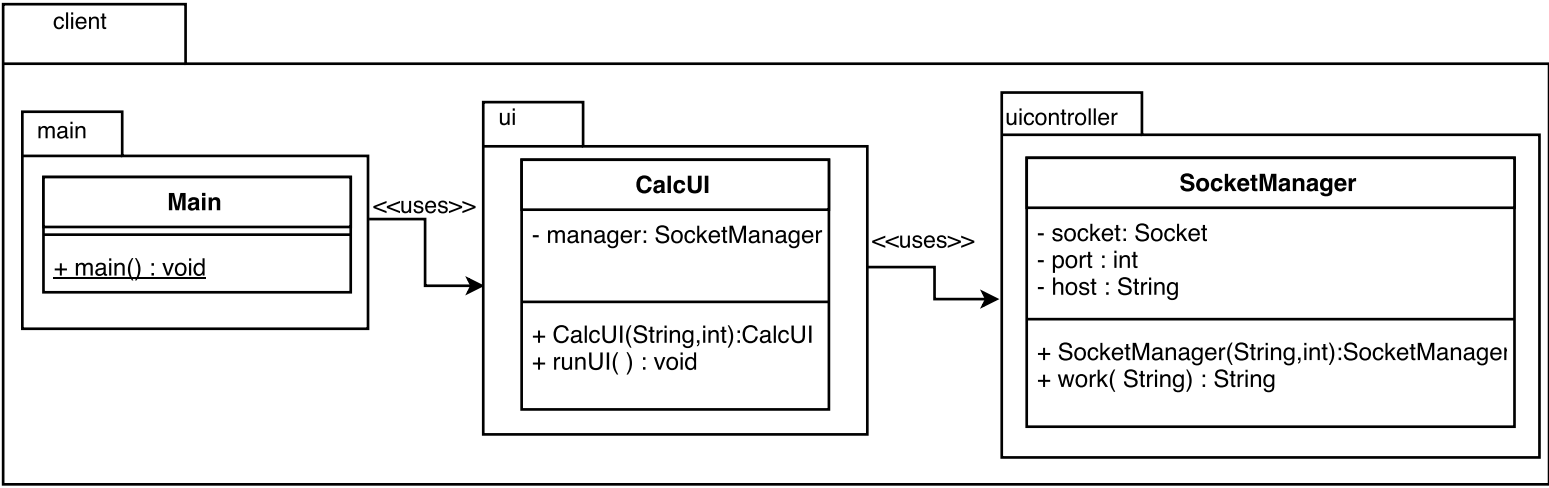 client
main
Main
+ main() : void
<<uses>>
ui
CalcUI
- manager: SocketManager
+ CalcUI(String,int):CalcUI
+ runUI( ) : void
<<uses>>
uicontroller
SocketManager
- socket: Socket
- port : int
- host : String
+ SocketManager(String,int):SocketManager
+ work( String) : String